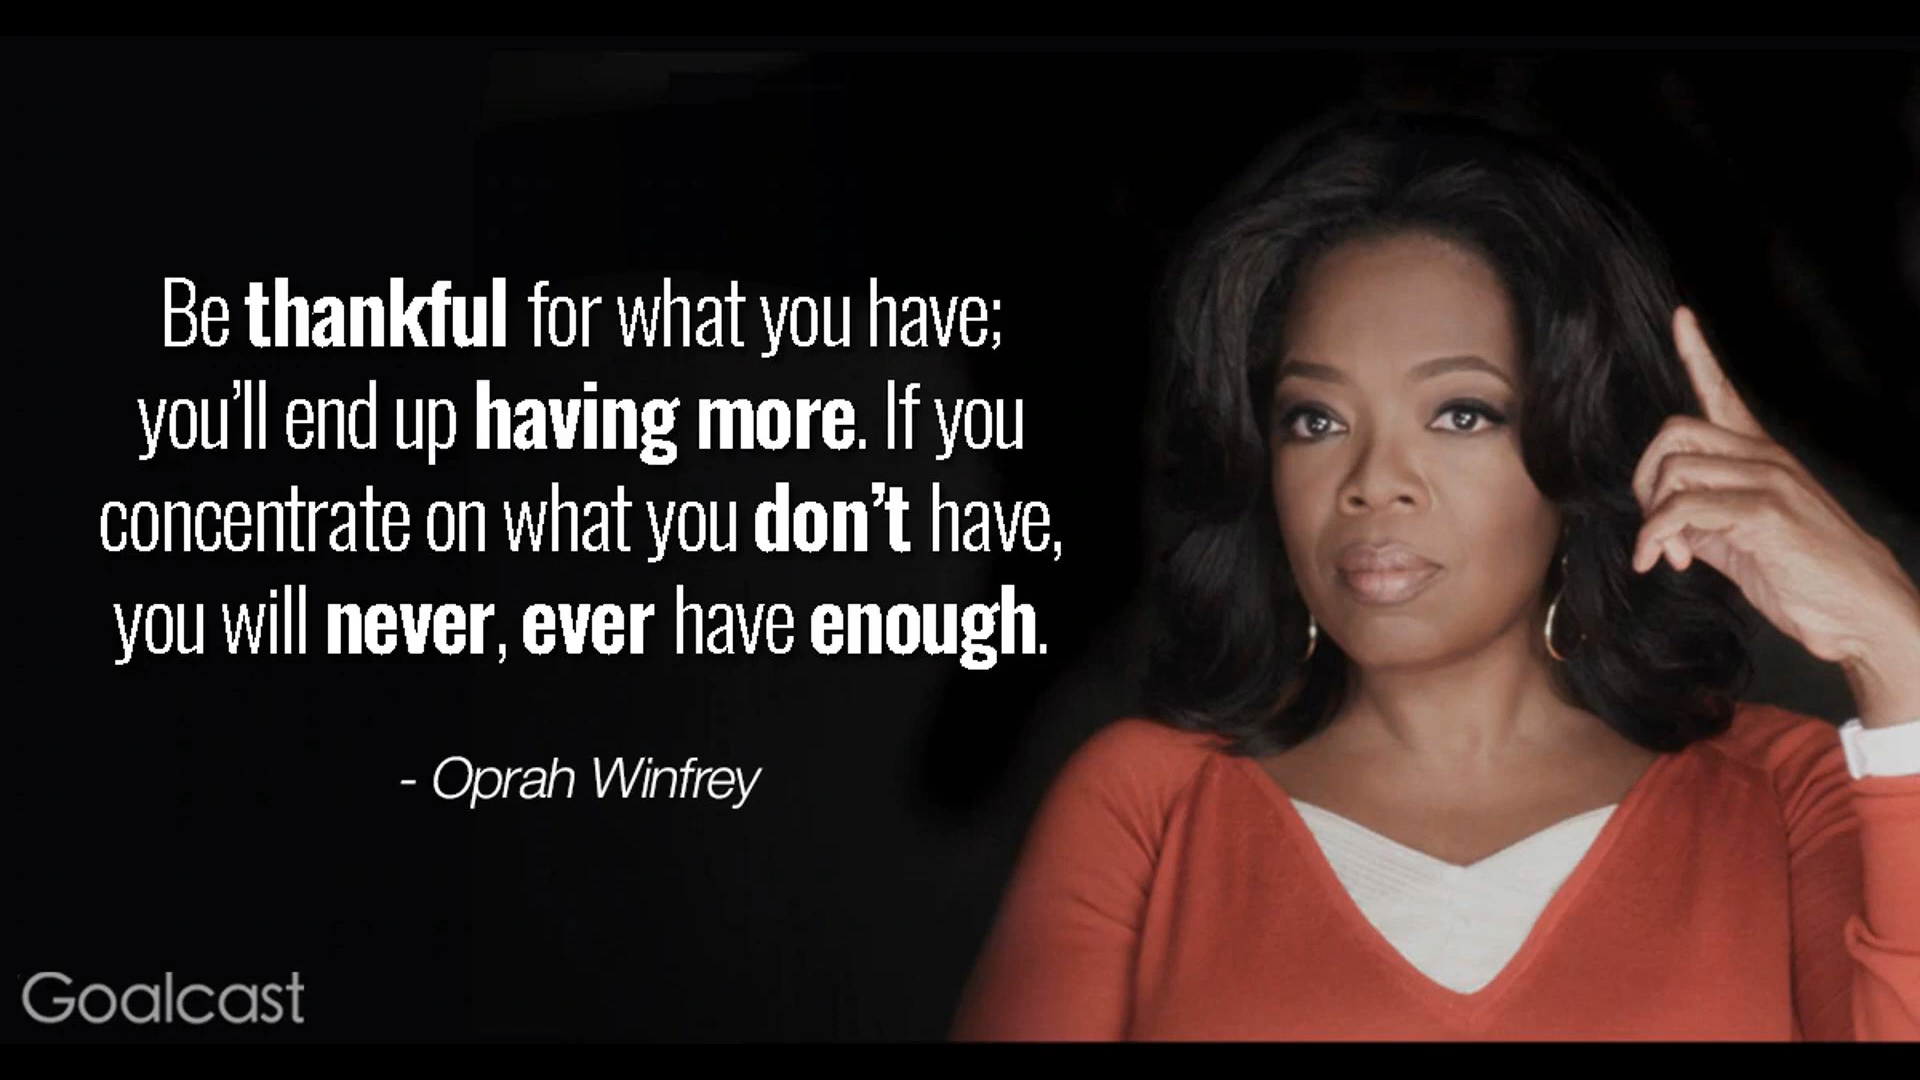 Be thankful for what you have;
you'll end up having more. If you
concentrate on what you don't have,
you will never, ever have enough.
- Oprah Winfrey
Goalcast